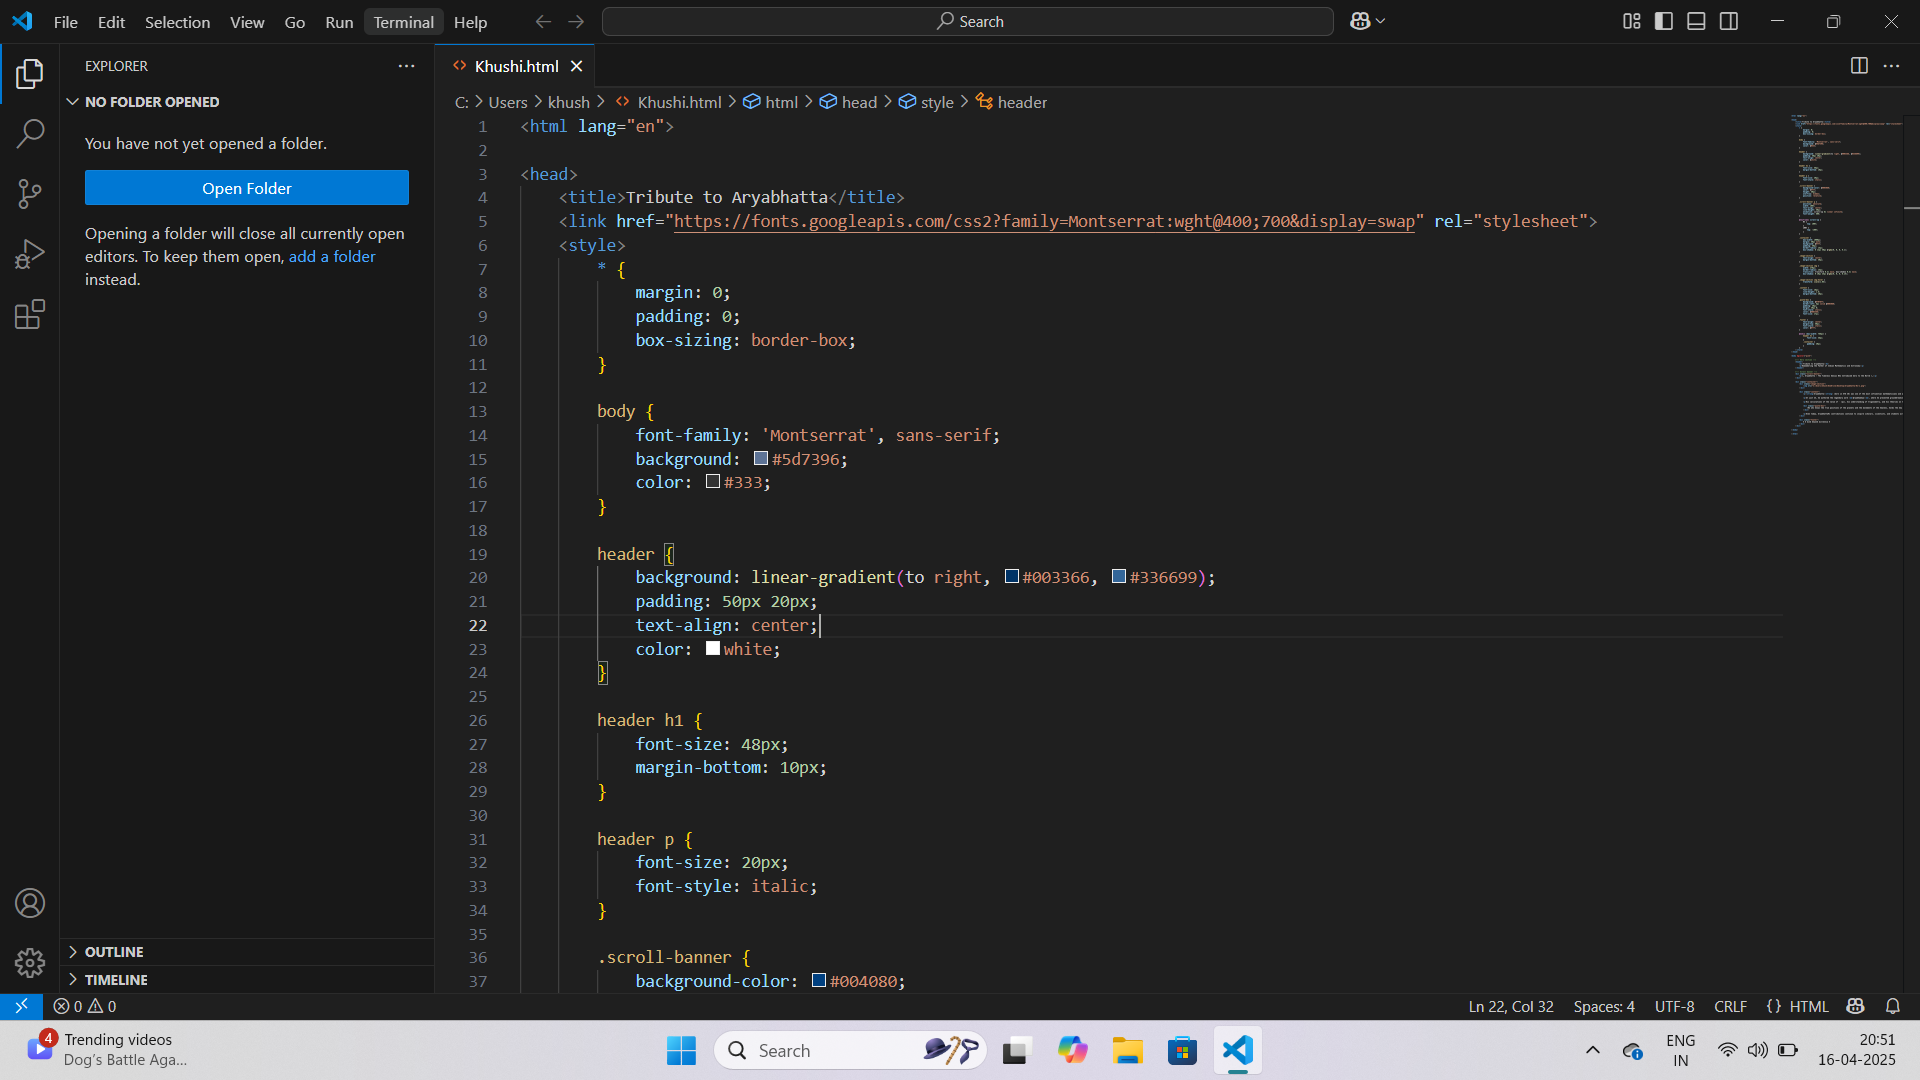 File Edit Selection View Go Run Terminal Help
Search
EXPLORER
NO FOLDER OPENED
You have not yet opened a folder.
Open Folder
Opening a folder will close all currently open
editors. To keep them open, add a folder
instead.
OUTLINE
TIMELINE
Khushi.html
C: Users khush Khushi.html html head style header
1 <html lang="en">
2
3 <head>
4 <title>Tribute to Aryabhatta</title>
5 <link href="https://fonts.googleapis.com/css2?family=Montserrat:wght@400;700&display=swap" rel="stylesheet">
6 <style>
7 * {
8 margin: 0;
9 padding: 0;
10 box-sizing: border-box;
11 }
12
13 body {
14 font-family: 'Montserrat', sans-serif;
15 background: #5d7396;
16 color: #333;
17 }
18
19 header {
20 background: linear-gradient(to right, #003366, #336699);
21 padding: 50px 20px;
22 text-align: center;
23 color: white;
24 }
25
26 header h1 {
27 font-size: 48px;
28 margin-bottom: 10px;
29 }
30
31 header p {
32 font-size: 20px;
33 font-style: italic;
34 }
35
36 .scroll-banner {
37 background-color: #004080;
0 0
Ln 22, Col 32 Spaces: 4 UTF-8 CRLF {} HTML
4
Trending videos
Dog's Battle Aga...
Search
ENG
IN
20:51
16-04-2025